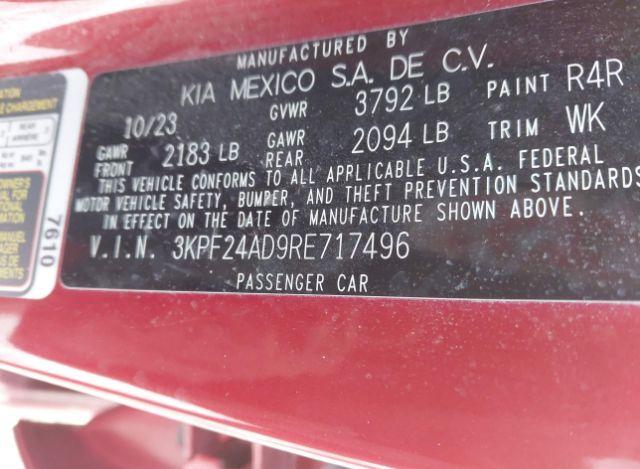 MANUFACTURED BY
KIA MEXICO S.A. DE C.V.
10/23 GVWR 3792 LB PAINT R4R
GAWR FRONT 2183 LB GAWR REAR 2094 LB TRIM WK
THIS VEHICLE CONFORMS TO ALL APPLICABLE U.S.A. FEDERAL
MOTOR VEHICLE SAFETY, BUMPER, AND THEFT PREVENTION STANDARDS
IN EFFECT ON THE DATE OF MANUFACTURE SHOWN ABOVE.
V.I.N. 3KPF24AD9RE717496
PASSENGER CAR
7610
REAR